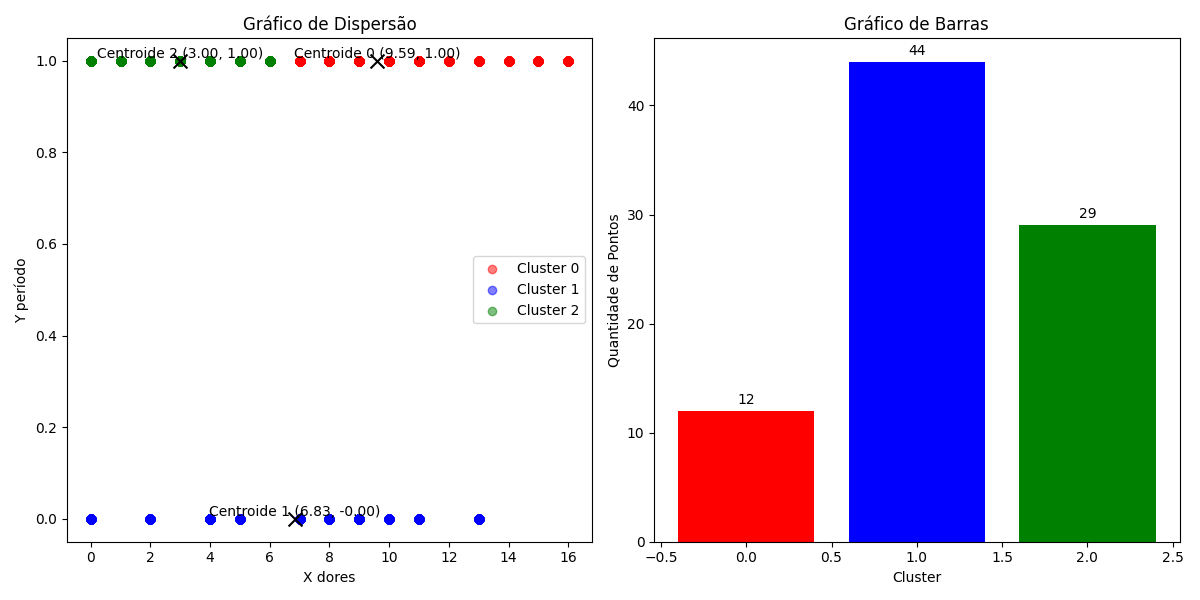 Gráfico de Dispersão
Centroide 2 (3.00, 1.00)
Centroide 0 (9.59, 1.00)
1.0
0.8
0.6
0.4
0.2
0.0
Y período
Cluster 0
Cluster 1
Cluster 2
Centroide 1 (6.83, -0.00)
0 2 4 6 8 10 12 14 16
X dores
Gráfico de Barras
44
29
12
40
30
20
10
0
Quantidade de Pontos
−0.5 0.0 0.5 1.0 1.5 2.0 2.5
Cluster